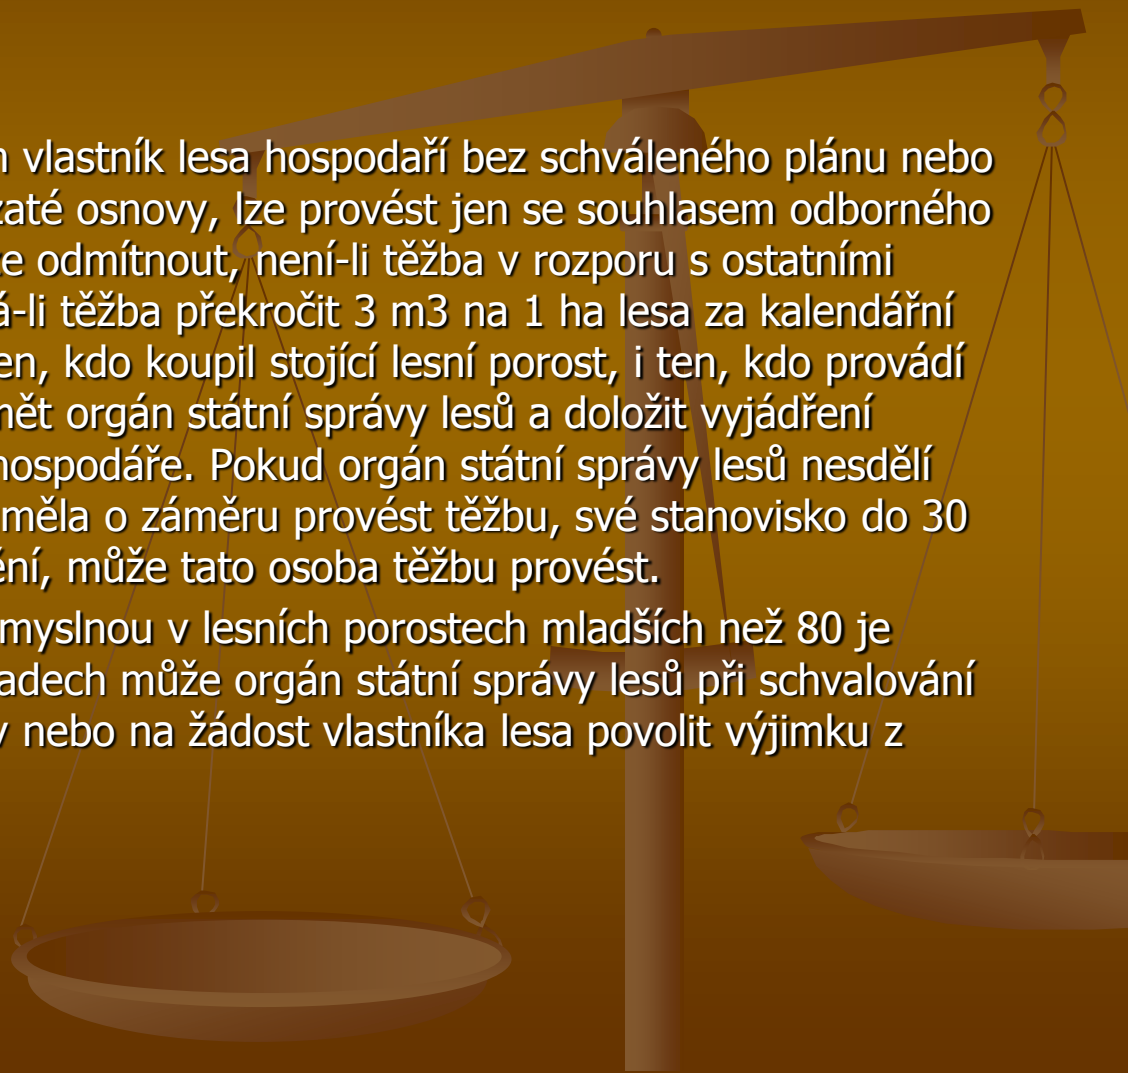 vlastník lesa hospodaří bez schváleného plánu nebo
zaté osnovy, lze provést jen se souhlasem odborného
e odmítnout, není-li těžba v rozporu s ostatními
á-li těžba překročit 3 m3 na 1 ha lesa za kalendářní
en, kdo koupil stojící lesní porost, i ten, kdo provádí
mět orgán státní správy lesů a doložit vyjádření
hospodáře. Pokud orgán státní správy lesů nesdělí
měla o záměru provést těžbu, své stanovisko do 30
ění, může tato osoba těžbu provést.
myslnou v lesních porostech mladších než 80 je
adech může orgán státní správy lesů při schvalování
nebo na žádost vlastníka lesa povolit výjimku z